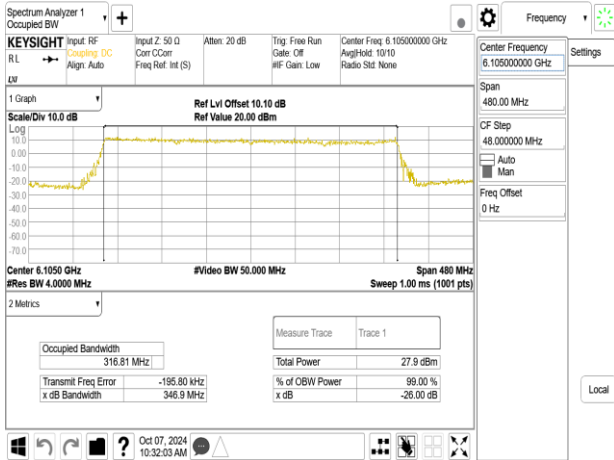 Spectrum Analyzer 1
Occupied BW
Frequency
KEYSIGHT
RL
Input: RF
Coupling: DC
Align: Auto
Input Z: 50 Ω
Corr CCorr
Freq Ref: Int (S)
Atten: 20 dB
Trig: Free Run
Gate: Off
#IF Gain: Low
Center Freq: 6.105000000 GHz
Avg|Hold: 10/10
Radio Std: None
Center Frequency
6.105000000 GHz
Settings
Span
480.00 MHz
CF Step
48.000000 MHz
Auto
Man
Freq Offset
0 Hz
Local
1 Graph
Scale/Div 10.0 dB
Ref Lvl Offset 10.10 dB
Ref Value 20.00 dBm
Log
10.0
0.00
-10.0
-20.0
-30.0
-40.0
-50.0
-60.0
-70.0
Center 6.1050 GHz
#Res BW 4.0000 MHz
#Video BW 50.000 MHz
Span 480 MHz
Sweep 1.00 ms (1001 pts)
2 Metrics
Measure Trace
Trace 1
Occupied Bandwidth
316.81 MHz
Total Power
27.9 dBm
Transmit Freq Error
-195.80 kHz
% of OBW Power
99.00 %
x dB Bandwidth
346.9 MHz
x dB
-26.00 dB
?
Oct 07, 2024
10:32:03 AM